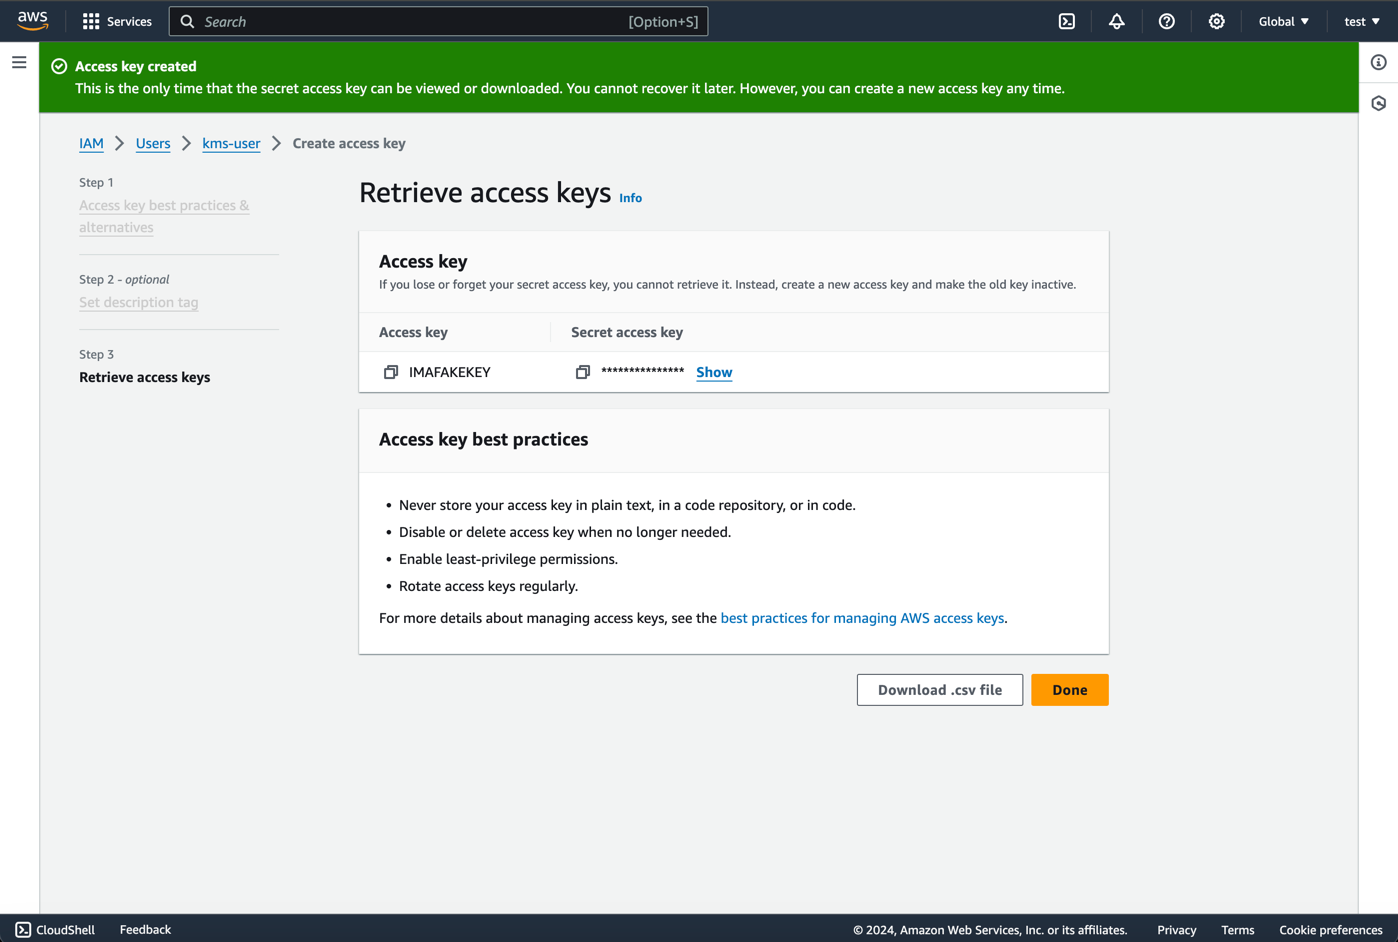 aws
Services
Search [Option+S]
Global
test
Access key created
This is the only time that the secret access key can be viewed or downloaded. You cannot recover it later. However, you can create a new access key any time.
IAM
Users
kms-user
Create access key
Step 1
Access key best practices &
alternatives
Step 2 - optional
Set description tag
Step 3
Retrieve access keys
Retrieve access keys Info
Access key
If you lose or forget your secret access key, you cannot retrieve it. Instead, create a new access key and make the old key inactive.
Access key Secret access key
IMAFAKEKEY *************** Show
Access key best practices
• Never store your access key in plain text, in a code repository, or in code.
• Disable or delete access key when no longer needed.
• Enable least-privilege permissions.
• Rotate access keys regularly.
For more details about managing access keys, see the best practices for managing AWS access keys.
Download .csv file Done
CloudShell Feedback © 2024, Amazon Web Services, Inc. or its affiliates. Privacy Terms Cookie preferences